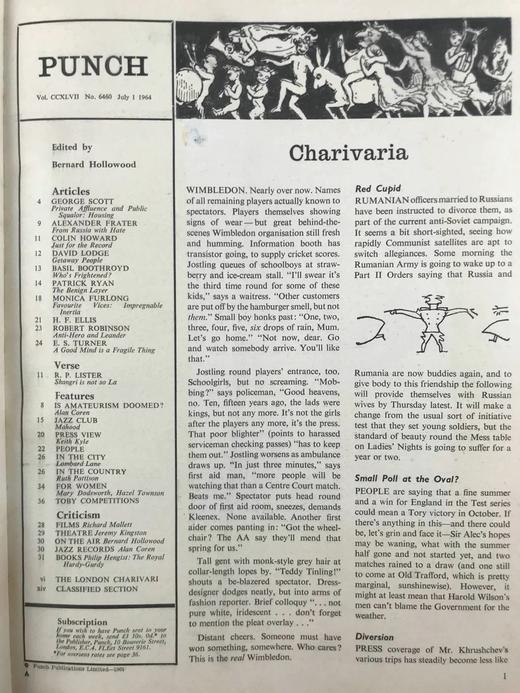 PUNCH
Vol. CCXLVII No. 6460 July 1 1964
Edited by
Bernard Hollowood
Articles
4 GEORGE SCOTT
Private Affluence and Public
Squalor: Housing
9 ALEXANDER FRATER
From Russia with Hate
11 COLIN HOWARD
Just for the Record
12 DAVID LODGE
Getaway People
13 BASIL BOOTHROYD
Who's Frightened?
14 PATRICK RYAN
The Benign Layer
18 MONICA FURLONG
Favourite Vices: Impregnable
Inertia
21 H. F. ELLIS
23 ROBERT ROBINSON
Anti-Hero and Leander
24 E. S. TURNER
A Good Mind is a Fragile Thing
Verse
11 R. P. LISTER
Shangri is not so La
Features
8 IS AMATEURISM DOOMED?
Alan Coren
15 JAZZ CLUB
Mahood
20 PRESS VIEW
Keith Kyle
22 PEOPLE
26 IN THE CITY
Lombard Lane
26 IN THE COUNTRY
Ruth Pattison
34 FOR WOMEN
Mary Dodsworth, Hazel Townson
36 TOBY COMPETITIONS
Criticism
28 FILMS Richard Mallett
29 THEATRE Jeremy Kingston
30 ON THE AIR Bernard Hollowood
30 JAZZ RECORDS Alan Coren
31 BOOKS Philip Hengist: The Royal
Hurdy-Gurdy
vi THE LONDON CHARIVARI
xiv CLASSIFIED SECTION
Subscription
If you wish to have Punch sent to your
home each week, send £3 10s. 0d.* to
the Publisher, Punch, 10 Bouverie Street,
London, E.C.4. FLEet Street 9161.
*For overseas rates see page 36.
© Punch Publications Limited—1964
A
Charivaria
WIMBLEDON. Nearly over now. Names
of all remaining players actually known to
spectators. Players themselves showing
signs of wear—but great behind-the-
scenes Wimbledon organisation still fresh
and humming. Information booth has
transistor going, to supply cricket scores.
Jostling queues of schoolboys at straw-
berry and ice-cream stall. "I'll swear it's
the third time round for some of these
kids," says a waitress. "Other customers
are put off by the hamburger smell, but not
them." Small boy honks past: "One, two,
three, four, five, six drops of rain, Mum.
Let's go home." "Not now, dear. Go
and watch somebody arrive. You'll like
that."
Jostling round players' entrance, too.
Schoolgirls, but no screaming. "Mob-
bing?" says policeman, "Good heavens,
no. Ten, fifteen years ago, the lads were
kings, but not any more. It's not the girls
after the players any more, it's the press.
That poor blighter" (points to harassed
serviceman checking passes) "has to keep
them out." Jostling worsens as ambulance
draws up. "In just three minutes," says
first aid man, "more people will be
watching that than a Centre Court match.
Beats me." Spectator puts head round
door of first aid room, sneezes, demands
Kleenex. None available. Another first
aider comes panting in: "Got the wheel-
chair? The AA say they'll mend that
spring for us."
Tall gent with monk-style grey hair at
collar-length lopes by. "Teddy Tinling!"
shouts a be-blazered spectator. Dress-
designer dodges neatly, but into arms of
fashion reporter. Brief colloquy "... not
pure white, iridescent . . . don't forget
to mention the pleat overlay . . ."
Distant cheers. Someone must have
won something, somewhere. Who cares?
This is the real Wimbledon.
Red Cupid
RUMANIAN officers married to Russians
have been instructed to divorce them, as
part of the current anti-Soviet campaign.
It seems a bit short-sighted, seeing how
rapidly Communist satellites are apt to
switch allegiances. Some morning the
Rumanian Army is going to wake up to a
Part II Orders saying that Russia and
Rumania are now buddies again, and to
give body to this friendship the following
will provide themselves with Russian
wives by Thursday latest. It will make a
change from the usual sort of initiative
test that they set young soldiers, but the
standard of beauty round the Mess table
on Ladies' Nights is going to suffer for a
year or two.
Small Poll at the Oval?
PEOPLE are saying that a fine summer
and a win for England in the Test series
could mean a Tory victory in October. If
there's anything in this—and there could
be, let's grin and face it—Sir Alec's hopes
may be waning, what with the summer
half gone and not started yet, and two
matches rained to a draw (and one still
to come at Old Trafford, which is pretty
marginal, sunshinewise). However, it
might at least mean that Harold Wilson's
men can't blame the Government for the
weather.
Diversion
PRESS coverage of Mr. Khrushchev's
various trips has steadily become less like
1